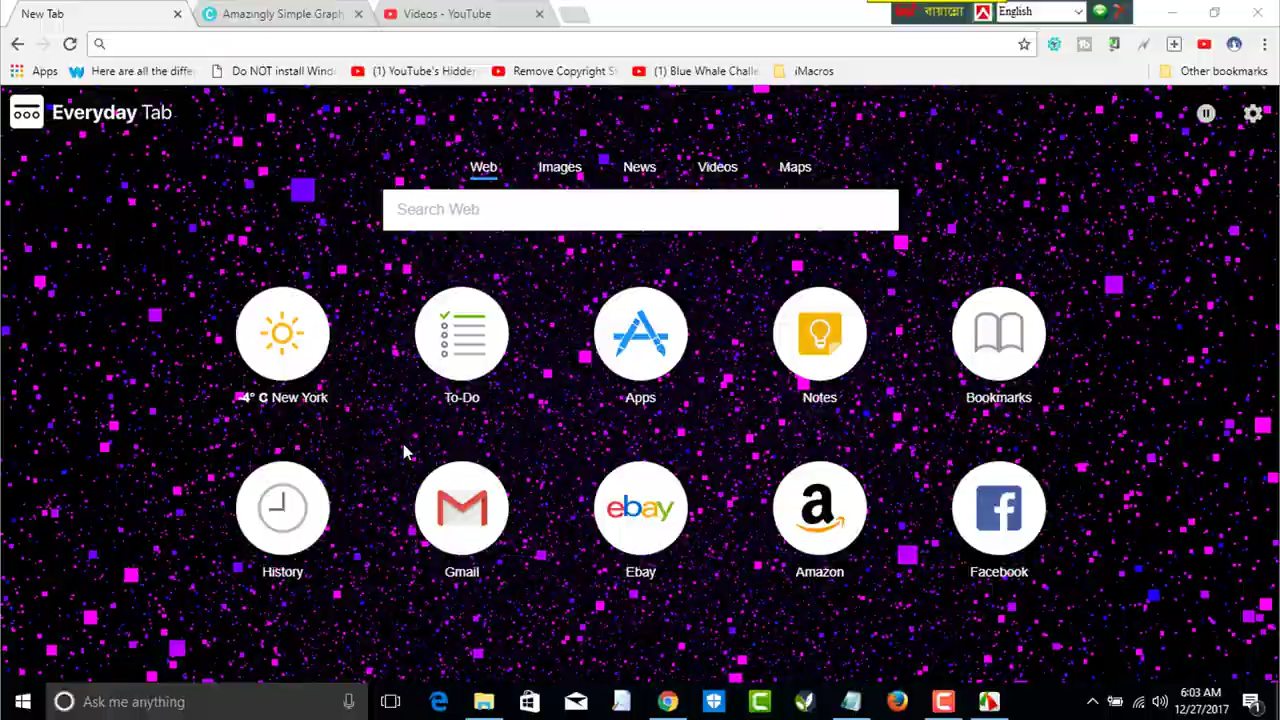 New Tab
Amazingly Simple Graph
Videos - YouTube
বায়ান্নো
English
Apps
Here are all the diffe
Do NOT install Wind
(1) YouTube's Hidden
Remove Copyright St
(1) Blue Whale Challe
iMacros
Other bookmarks
Everyday Tab
Web Images News Videos Maps
Search Web
-4° C New York
To-Do
Apps
Notes
Bookmarks
ebay
a
History
Gmail
Ebay
Amazon
Facebook
Ask me anything
6:03 AM
12/27/2017